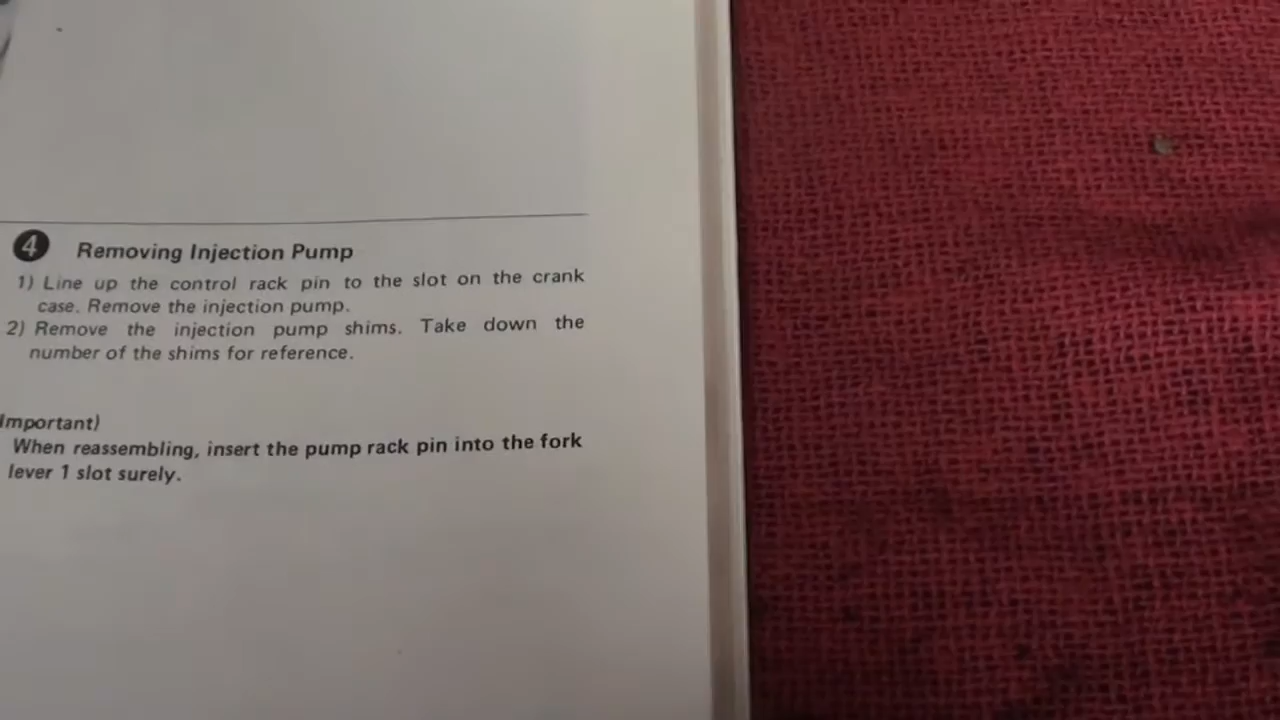 4 Removing Injection Pump
1) Line up the control rack pin to the slot on the crank
case. Remove the injection pump.
2) Remove the injection pump shims. Take down the
number of the shims for reference.
Important)
When reassembling, insert the pump rack pin into the fork
lever 1 slot surely.